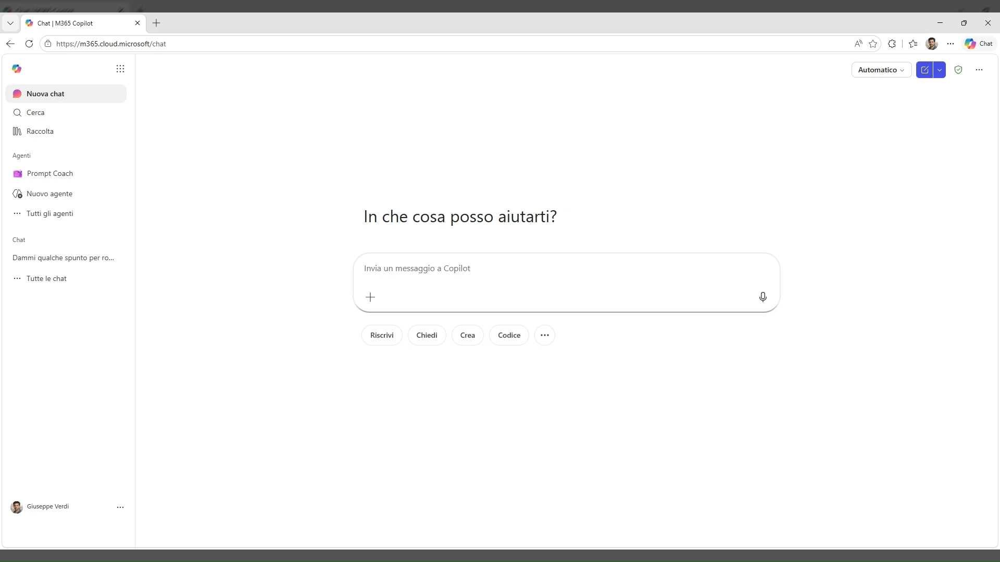 Chat | M365 Copilot
https://m365.cloud.microsoft/chat
Chat
Automatico
Nuova chat
Cerca
Raccolta
Agenti
Prompt Coach
Nuovo agente
Tutti gli agenti
Chat
Dammi qualche spunto per ro...
Tutte le chat
In che cosa posso aiutarti?
Invia un messaggio a Copilot
Riscrivi
Chiedi
Crea
Codice
Giuseppe Verdi